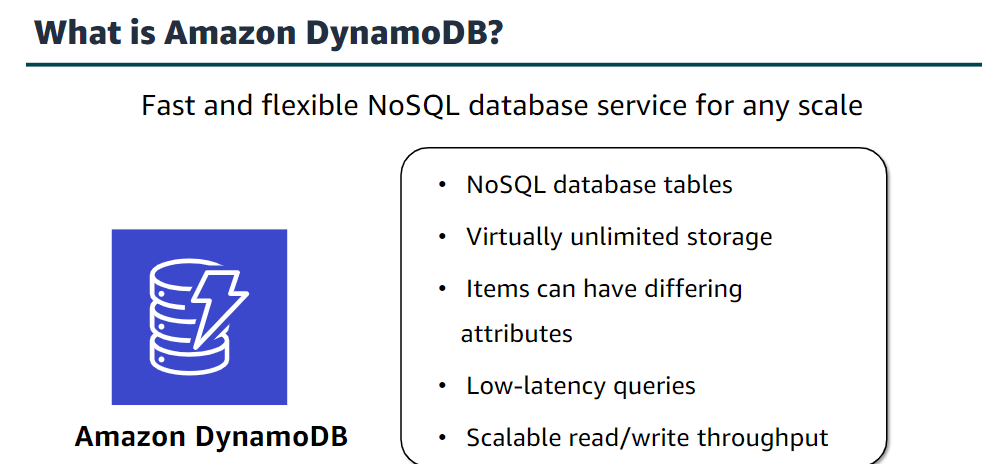 What is Amazon DynamoDB?
Fast and flexible NoSQL database service for any scale
• NoSQL database tables
• Virtually unlimited storage
• Items can have differing
attributes
• Low-latency queries
• Scalable read/write throughput
Amazon DynamoDB